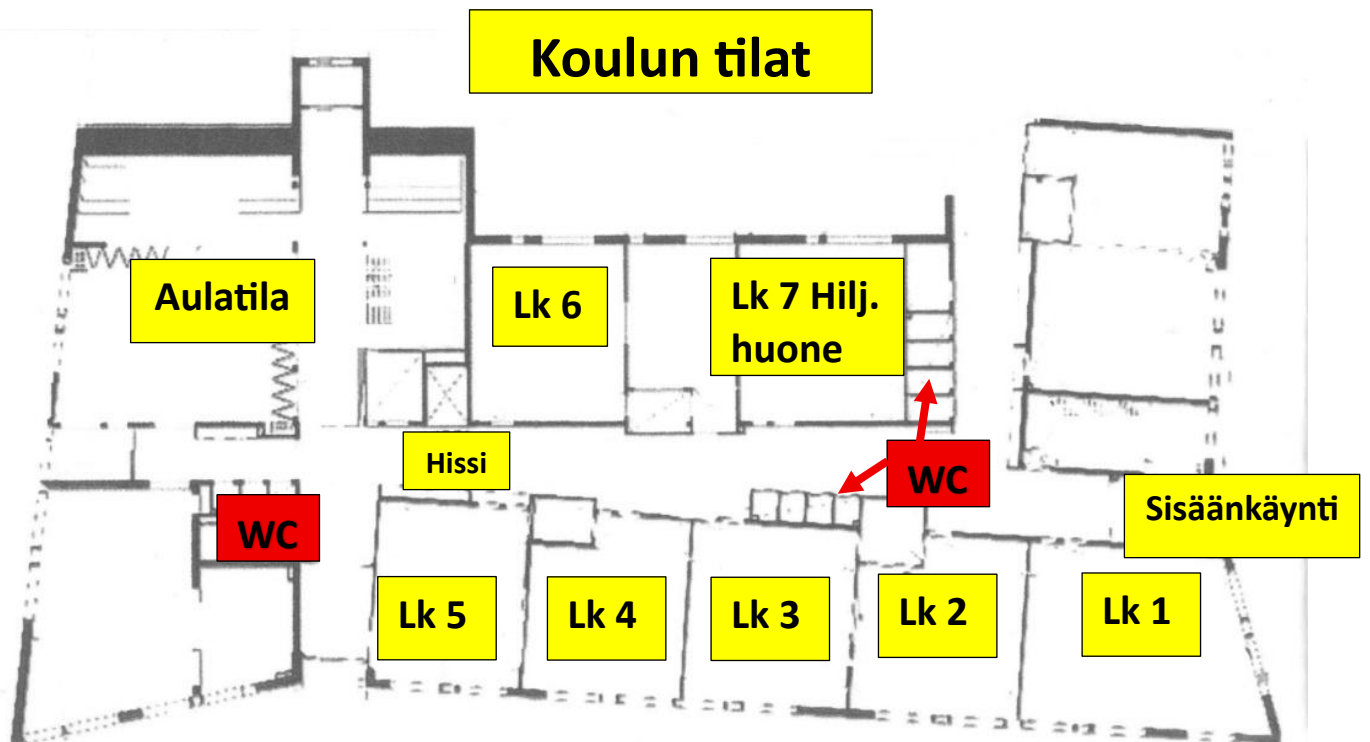 Koulun tilat
Aulatila
Lk 6
Lk 7 Hilj.
huone
Hissi
WC
WC
Sisäänkäynti
Lk 5
Lk 4
Lk 3
Lk 2
Lk 1